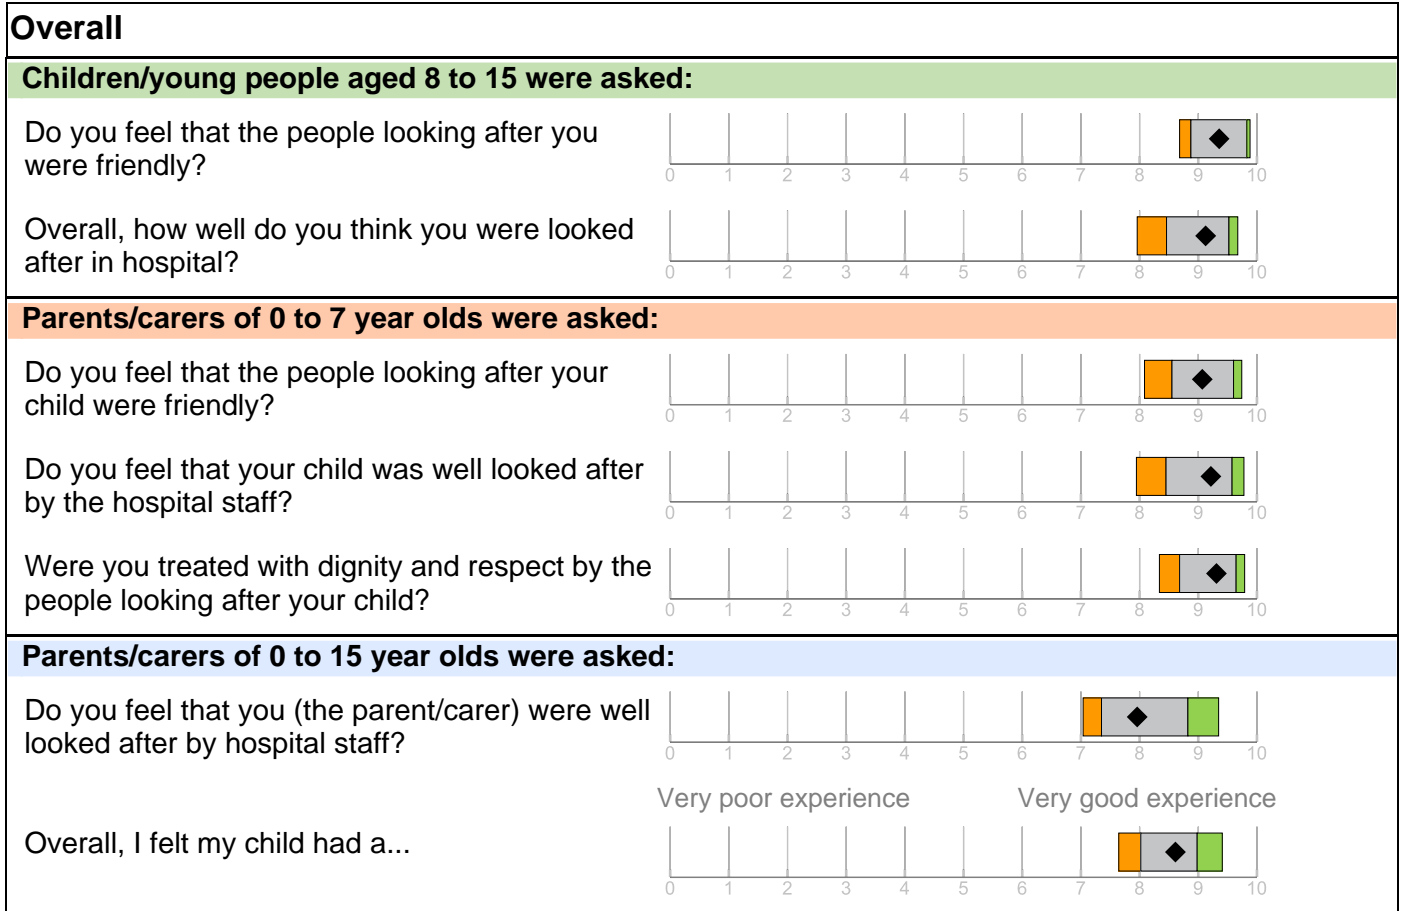 Overall
Children/young people aged 8 to 15 were asked:
Do you feel that the people looking after you
were friendly?
0 1 2 3 4 5 6 7 8 9 10
Overall, how well do you think you were looked
after in hospital?
0 1 2 3 4 5 6 7 8 9 10
Parents/carers of 0 to 7 year olds were asked:
Do you feel that the people looking after your
child were friendly?
0 1 2 3 4 5 6 7 8 9 10
Do you feel that your child was well looked after
by the hospital staff?
0 1 2 3 4 5 6 7 8 9 10
Were you treated with dignity and respect by the
people looking after your child?
0 1 2 3 4 5 6 7 8 9 10
Parents/carers of 0 to 15 year olds were asked:
Do you feel that you (the parent/carer) were well
looked after by hospital staff?
0 1 2 3 4 5 6 7 8 9 10
Very poor experience Very good experience
Overall, I felt my child had a...
0 1 2 3 4 5 6 7 8 9 10